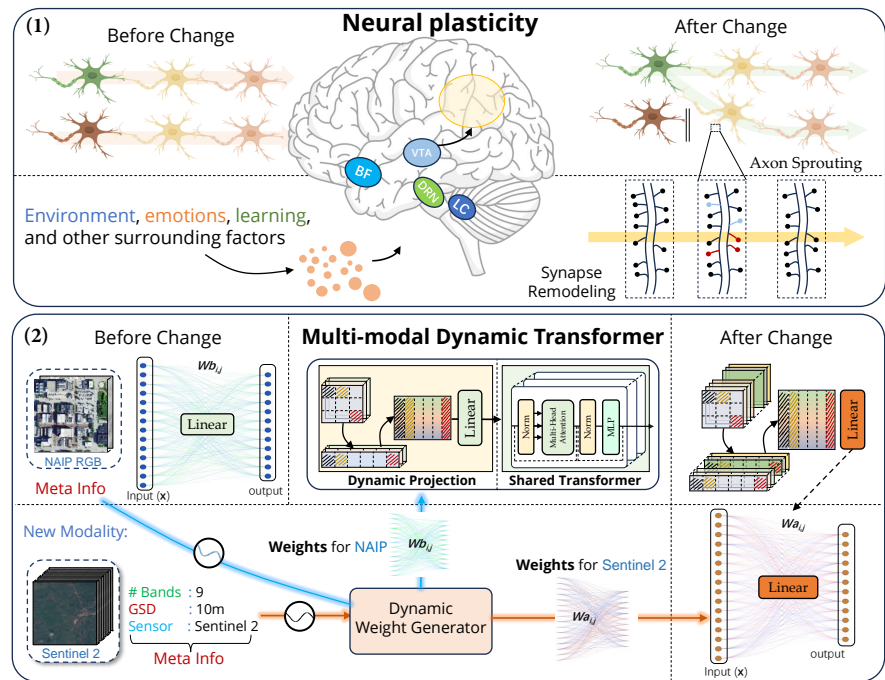 (1)
Neural plasticity
Before Change
After Change
BF
VTA
DRN
LC
Axon Sprouting
Environment, emotions, learning,
and other surrounding factors
Synapse
Remodeling
(2)
Before Change
Multi-modal Dynamic Transformer
After Change
NAIP RGB
Meta Info
Wb i,j
Linear
Input (x)
output
Linear
Dynamic Projection
Norm
Multi-Head
Attention
Norm
MLP
Shared Transformer
Linear
New Modality:
Sentinel 2
# Bands : 9
GSD : 10m
Sensor : Sentinel 2
Meta Info
Weights for NAIP
Wb i,j
Dynamic
Weight Generator
Weights for Sentinel 2
Wa i,j
Wa i,j
Linear
Input (x)
output